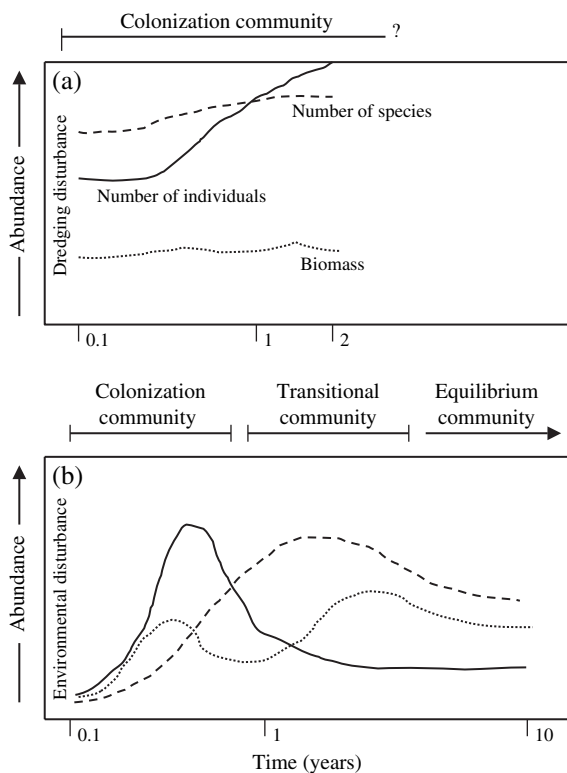 Colonization community
?
(a)
Number of species
Number of individuals
Biomass
Dredging disturbance
Abundance
0.1
1
2
Colonization
community
Transitional
community
Equilibrium
community
(b)
Environmental disturbance
Abundance
0.1
1
10
Time (years)